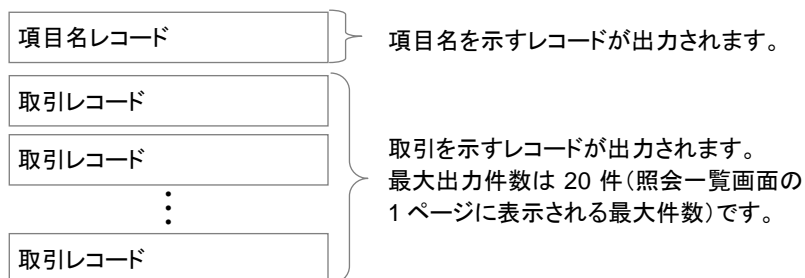 項目名レコード
項目名を示すレコードが出力されます。
取引レコード
取引レコード
取引レコード
取引を示すレコードが出力されます。
最大出力件数は 20 件（照会一覧画面の
1 ページに表示される最大件数）です。